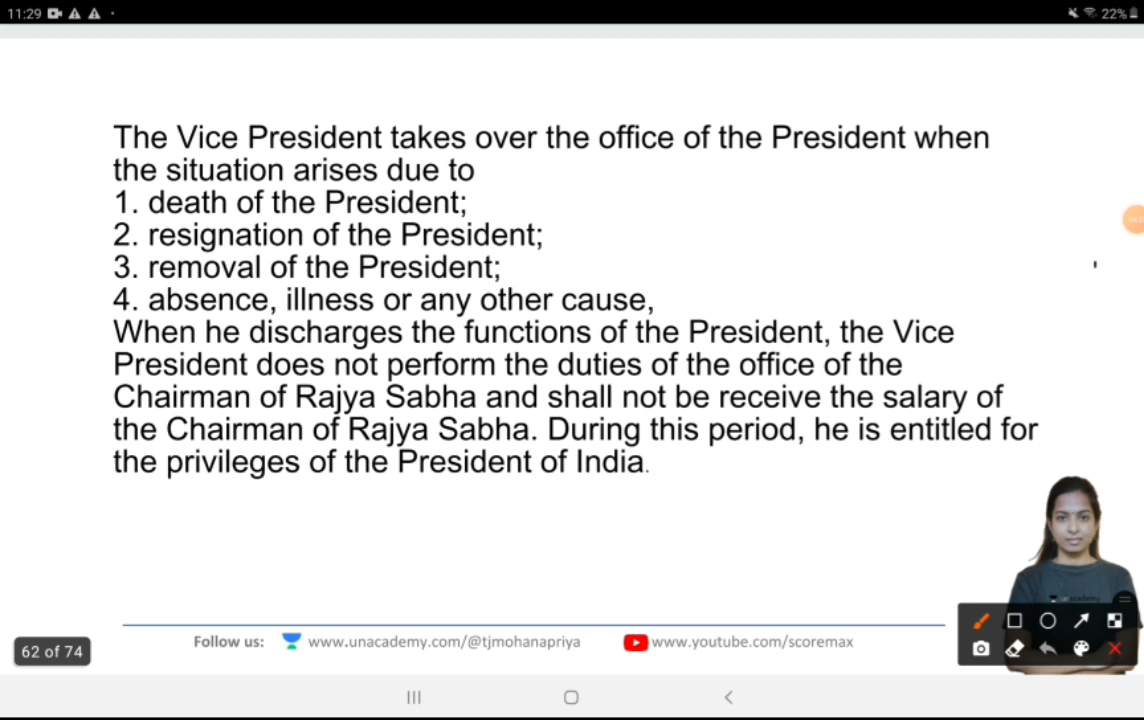 11:29
22%
The Vice President takes over the office of the President when
the situation arises due to
1. death of the President;
2. resignation of the President;
3. removal of the President;
4. absence, illness or any other cause,
When he discharges the functions of the President, the Vice
President does not perform the duties of the office of the
Chairman of Rajya Sabha and shall not be receive the salary of
the Chairman of Rajya Sabha. During this period, he is entitled for
the privileges of the President of India.
Follow us: www.unacademy.com/@tjmohanapriya www.youtube.com/scoremax
62 of 74